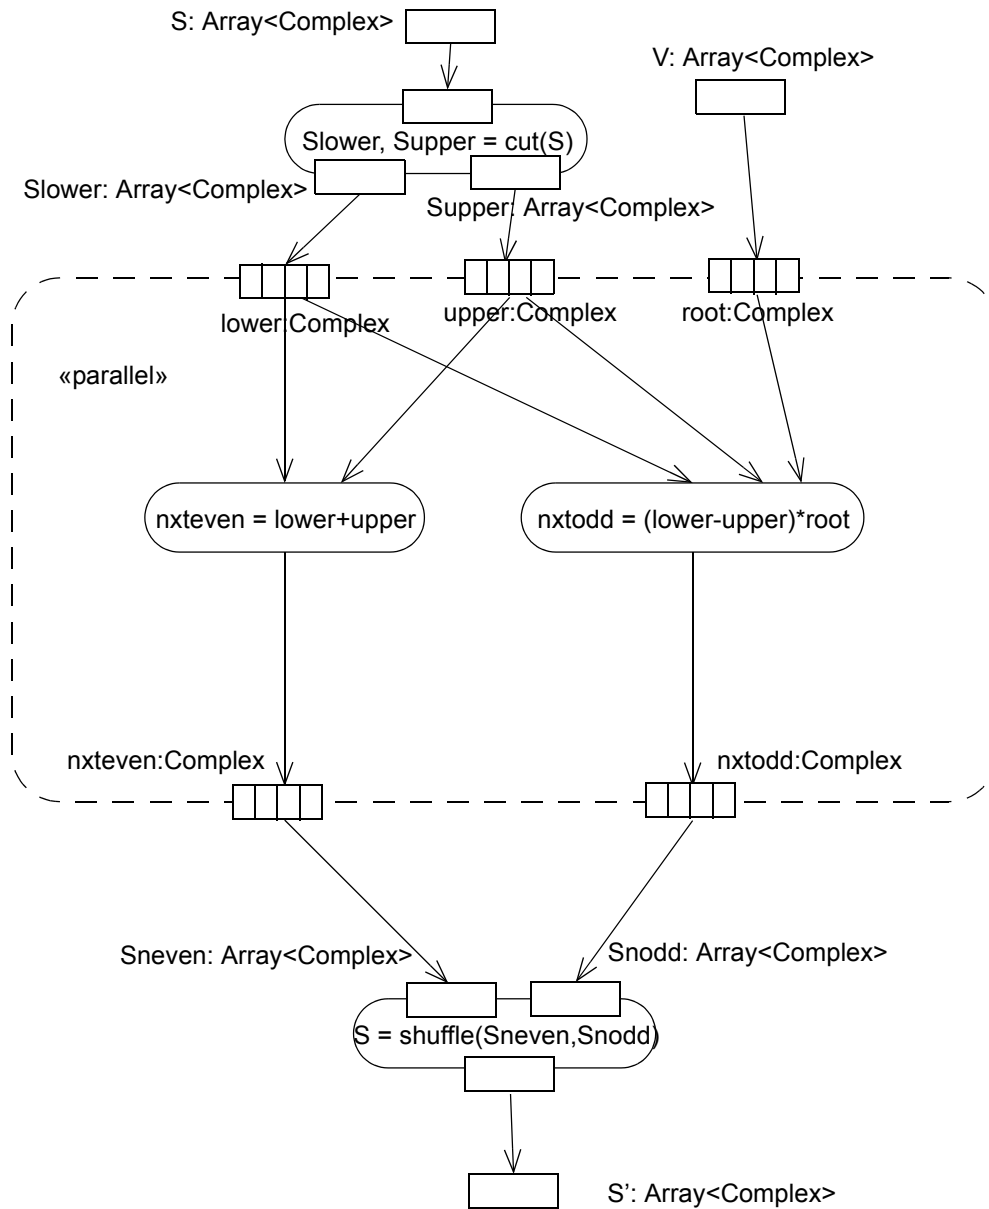 S: Array<Complex>
V: Array<Complex>
Slower, Supper = cut(S)
Slower: Array<Complex>
Supper: Array<Complex>
lower:Complex
upper:Complex
root:Complex
«parallel»
nxteven = lower+upper
nxtodd = (lower-upper)*root
nxteven:Complex
nxtodd:Complex
Sneven: Array<Complex>
Snodd: Array<Complex>
S = shuffle(Sneven,Snodd)
S’: Array<Complex>